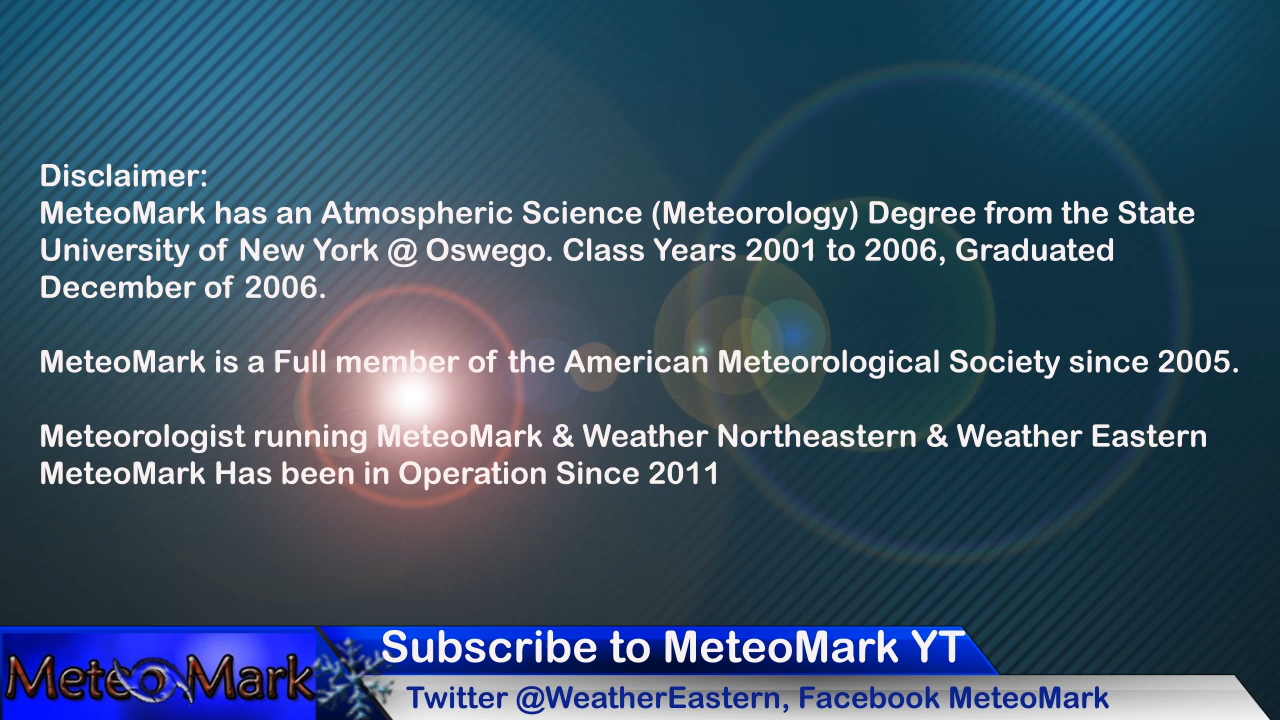 Disclaimer:
MeteoMark has an Atmospheric Science (Meteorology) Degree from the State
University of New York @ Oswego. Class Years 2001 to 2006, Graduated
December of 2006.
MeteoMark is a Full member of the American Meteorological Society since 2005.
Meteorologist running MeteoMark & Weather Northeastern & Weather Eastern
MeteoMark Has been in Operation Since 2011
Subscribe to MeteoMark YT
MeteoMark
Twitter @WeatherEastern, Facebook MeteoMark